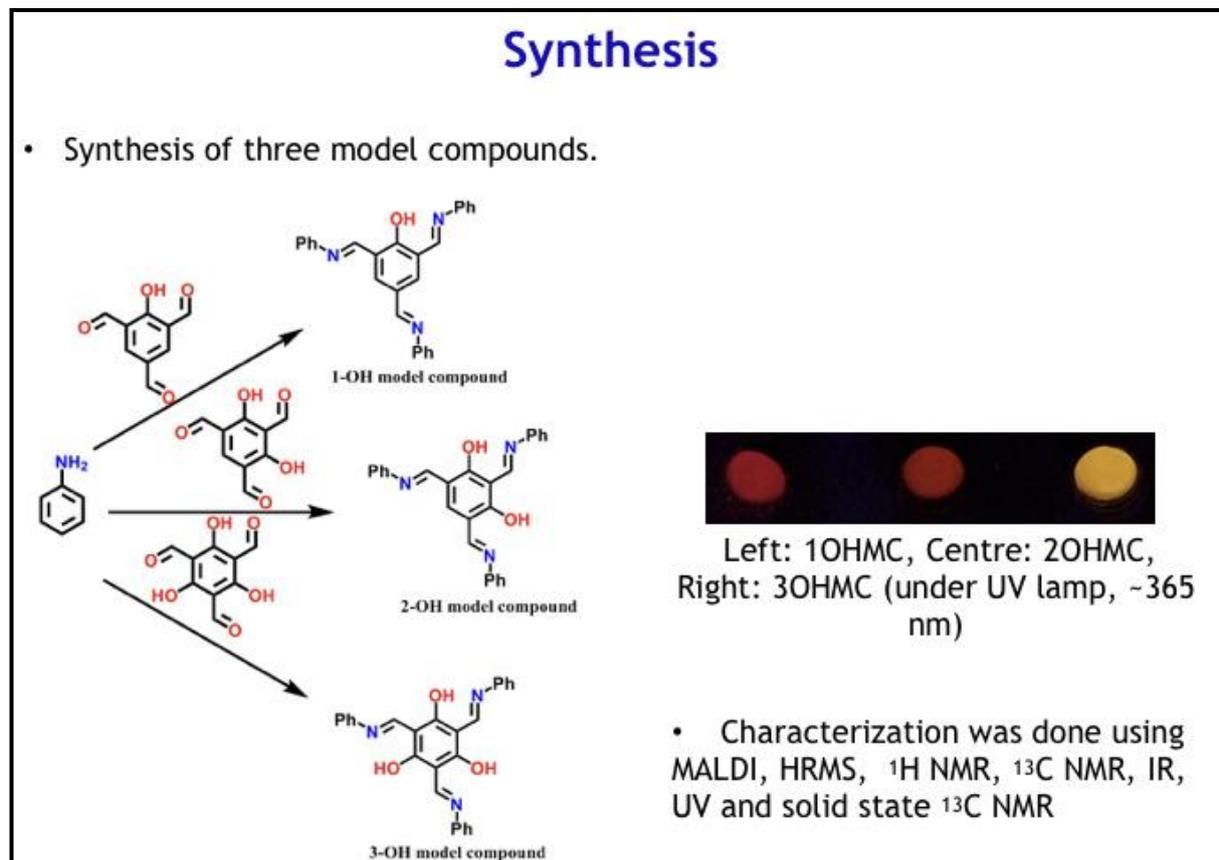 Synthesis
• Synthesis of three model compounds.
OH
N
Ph
Ph
N
N
Ph
1-OH model compound
OH
O
O
O
OH
O
O
OH
O
NH₂
OH
N
Ph
Ph
N
OH
N
Ph
2-OH model compound
OH
O
O
HO
OH
O
OH
N
Ph
Ph
N
HO
OH
N
Ph
3-OH model compound
Left: 1OHMC, Centre: 2OHMC,
Right: 3OHMC (under UV lamp, ~365
nm)
• Characterization was done using
MALDI, HRMS, ¹H NMR, ¹³C NMR, IR,
UV and solid state ¹³C NMR